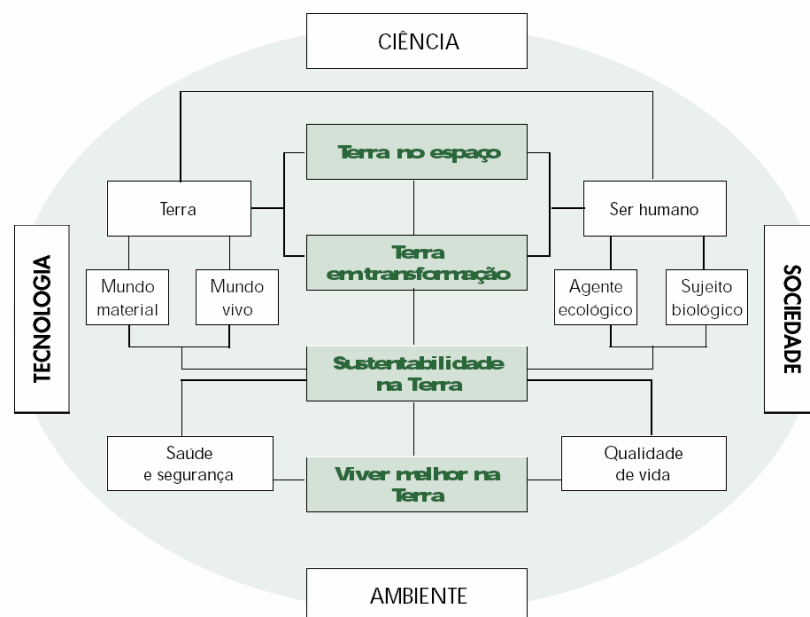 CIÊNCIA
Terra no espaço
Terra
Ser humano
Terra
em transformação
TECNOLOGIA
SOCIEDADE
Mundo
material
Mundo
vivo
Agente
ecológico
Sujeito
biológico
Sustentabilidade
na Terra
Saúde
e segurança
Viver melhor na
Terra
Qualidade
de vida
AMBIENTE